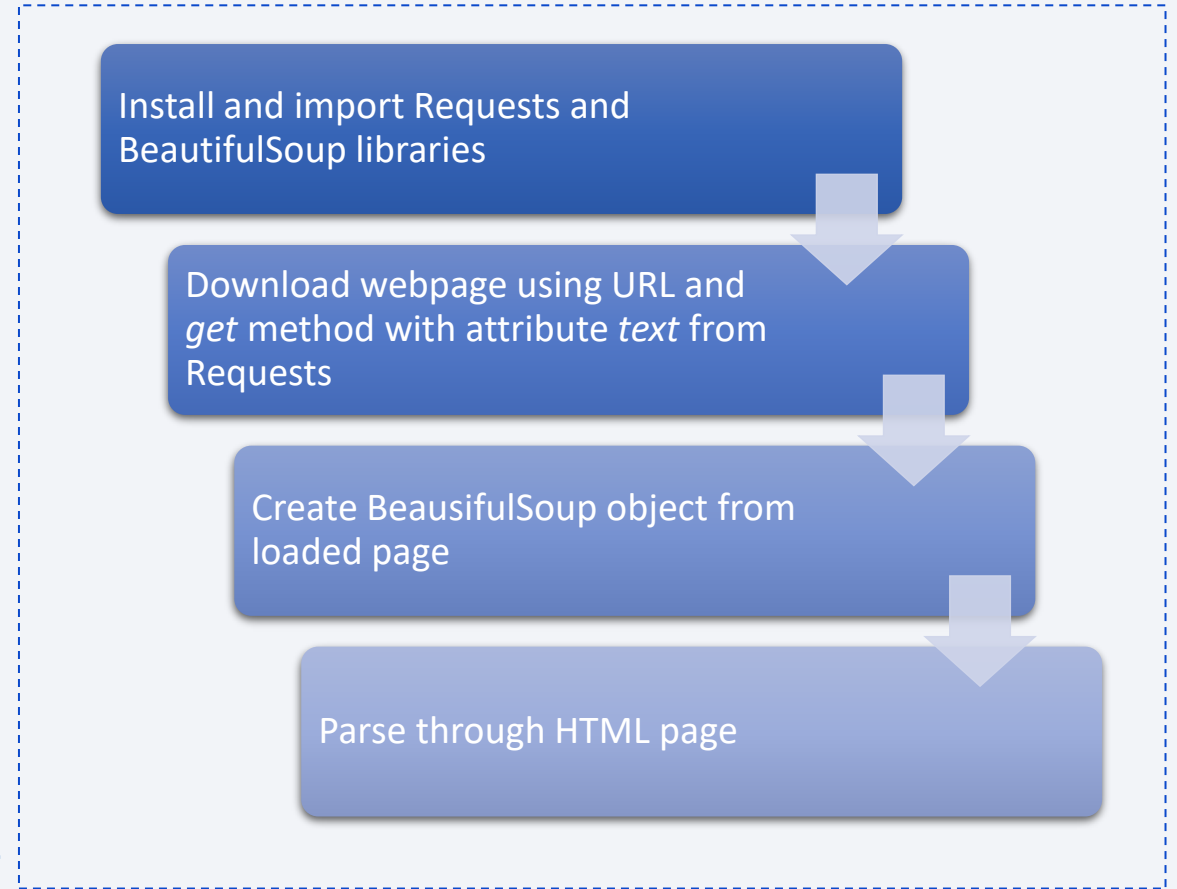 Install and import Requests and
BeautifulSoup libraries
Download webpage using URL and
get method with attribute text from
Requests
Create BeausifulSoup object from
loaded page
Parse through HTML page